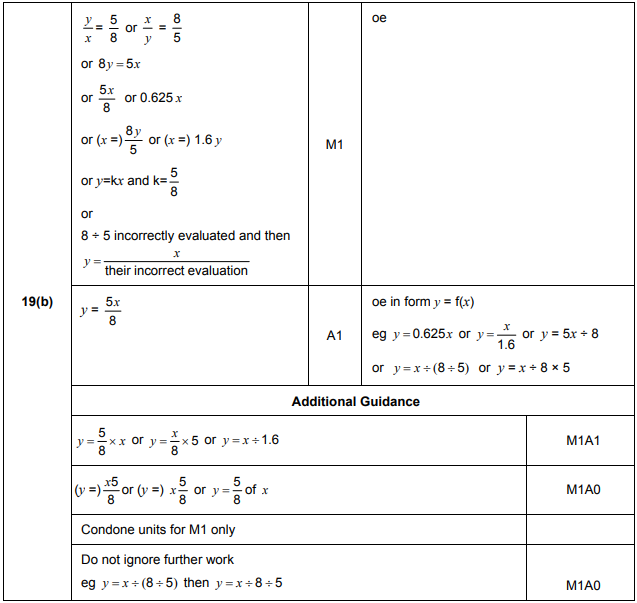 y/x = 5/8 or x/y = 8/5
or 8y = 5x
or 5x/8 or 0.625 x
or (x =) 8y/5 or (x =) 1.6 y
or y=kx and k= 5/8
or
8 ÷ 5 incorrectly evaluated and then
y = x/their incorrect evaluation
M1
oe
19(b)
y = 5x/8
A1
oe in form y = f(x)
eg y = 0.625x or y = x/1.6 or y = 5x ÷ 8
or y = x ÷ (8 ÷ 5) or y = x ÷ 8 × 5
Additional Guidance
y = 5/8 × x or y = x/8 × 5 or y = x ÷ 1.6
M1A1
(y =) x5/8 or (y =) x 5/8 or y = 5/8 of x
M1A0
Condone units for M1 only
Do not ignore further work
eg y = x ÷ (8 ÷ 5) then y = x ÷ 8 ÷ 5
M1A0